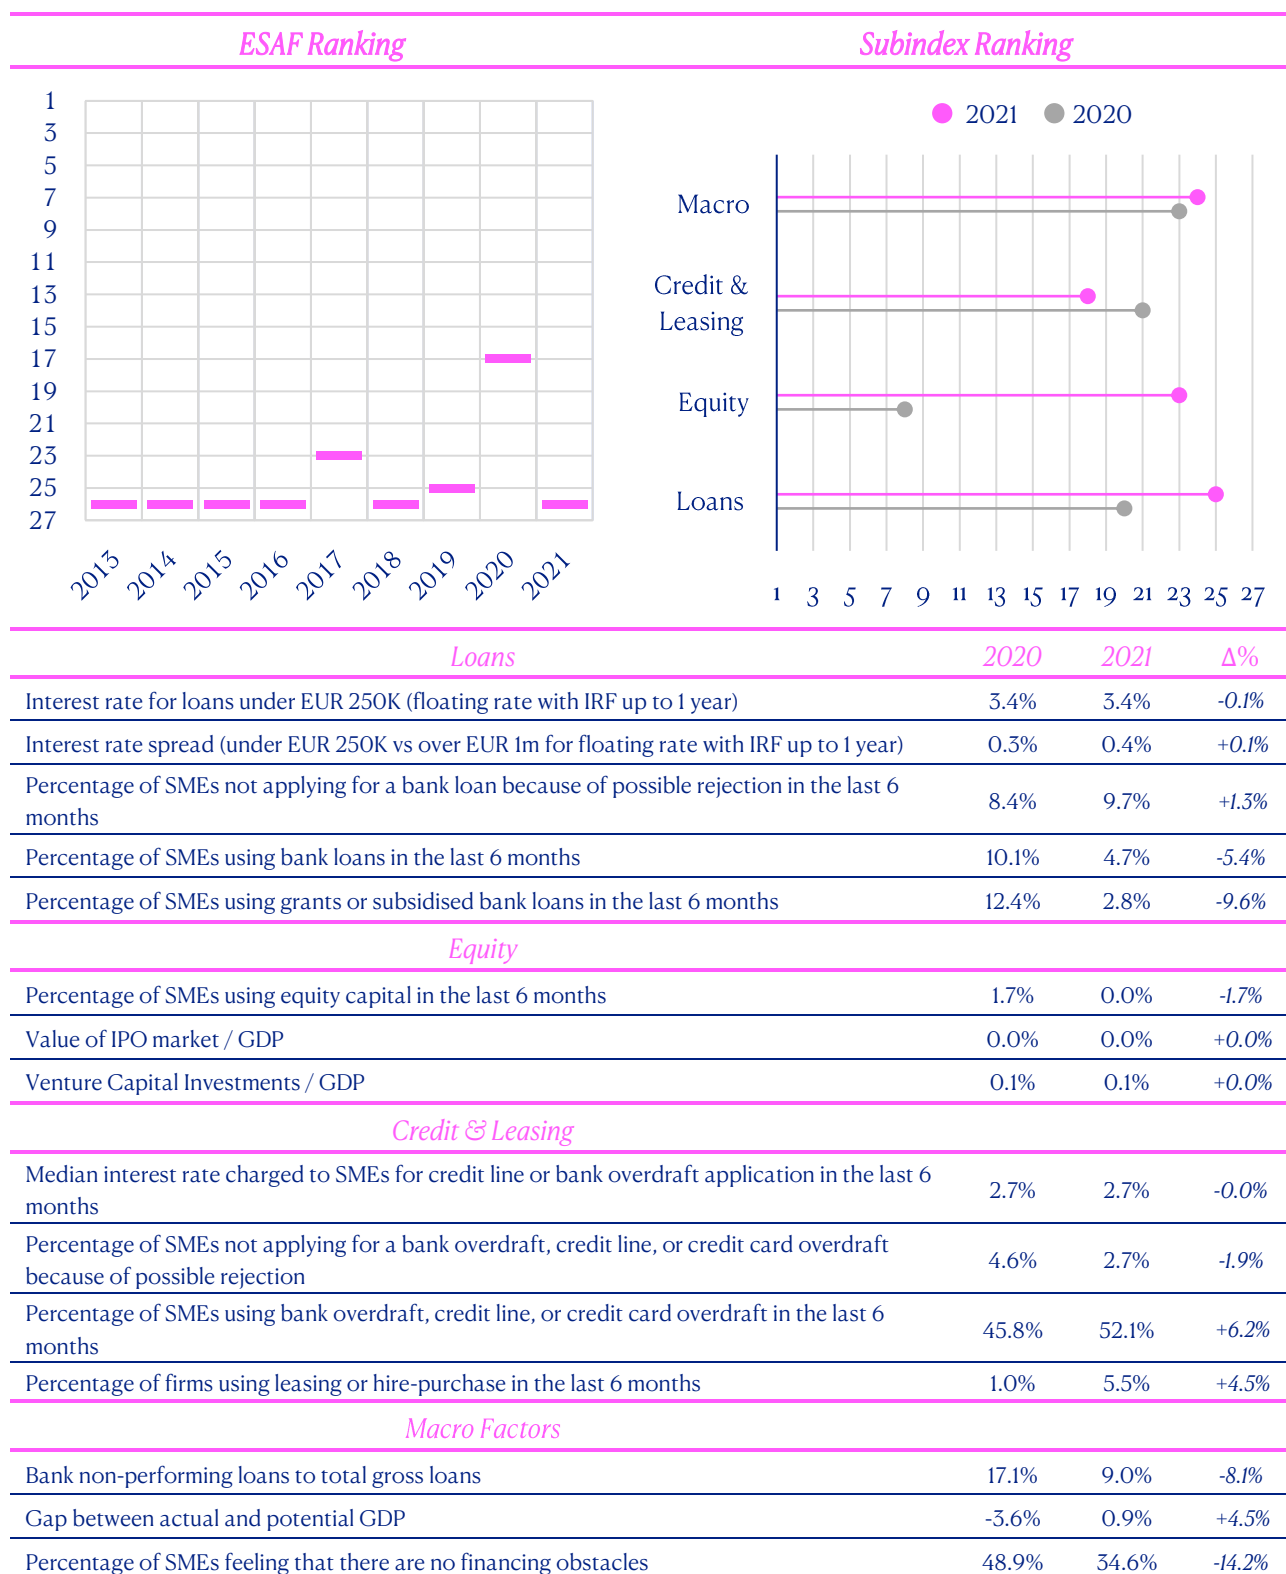 ESAF Ranking
Subindex Ranking
1
3
5
7
9
11
13
15
17
19
21
23
25
27
2013 2014 2015 2016 2017 2018 2019 2020 2021
2021 2020
Macro
Credit &
Leasing
Equity
Loans
1 3 5 7 9 11 13 15 17 19 21 23 25 27
Loans 2020 2021 Δ%
Interest rate for loans under EUR 250K (floating rate with IRF up to 1 year) 3.4% 3.4% -0.1%
Interest rate spread (under EUR 250K vs over EUR 1m for floating rate with IRF up to 1 year) 0.3% 0.4% +0.1%
Percentage of SMEs not applying for a bank loan because of possible rejection in the last 6
months 8.4% 9.7% +1.3%
Percentage of SMEs using bank loans in the last 6 months 10.1% 4.7% -5.4%
Percentage of SMEs using grants or subsidised bank loans in the last 6 months 12.4% 2.8% -9.6%
Equity
Percentage of SMEs using equity capital in the last 6 months 1.7% 0.0% -1.7%
Value of IPO market / GDP 0.0% 0.0% +0.0%
Venture Capital Investments / GDP 0.1% 0.1% +0.0%
Credit & Leasing
Median interest rate charged to SMEs for credit line or bank overdraft application in the last 6
months 2.7% 2.7% -0.0%
Percentage of SMEs not applying for a bank overdraft, credit line, or credit card overdraft
because of possible rejection 4.6% 2.7% -1.9%
Percentage of SMEs using bank overdraft, credit line, or credit card overdraft in the last 6
months 45.8% 52.1% +6.2%
Percentage of firms using leasing or hire-purchase in the last 6 months 1.0% 5.5% +4.5%
Macro Factors
Bank non-performing loans to total gross loans 17.1% 9.0% -8.1%
Gap between actual and potential GDP -3.6% 0.9% +4.5%
Percentage of SMEs feeling that there are no financing obstacles 48.9% 34.6% -14.2%